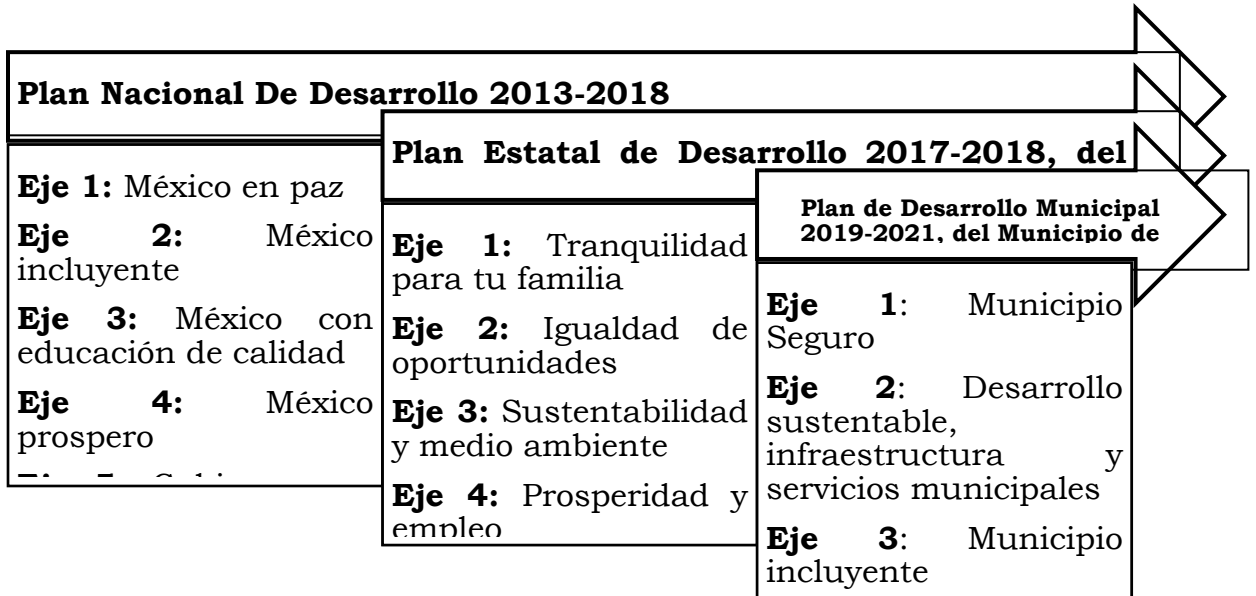 Plan Nacional De Desarrollo 2013-2018
Eje 1: México en paz
Eje 2: México
incluyente
Eje 3: México con
educación de calidad
Eje 4: México
prospero
Plan Estatal de Desarrollo 2017-2018, del
Eje 1: Tranquilidad
para tu familia
Eje 2: Igualdad de
oportunidades
Eje 3: Sustentabilidad
y medio ambiente
Eje 4: Prosperidad y
empleo
Plan de Desarrollo Municipal
2019-2021, del Municipio de
Eje 1: Municipio
Seguro
Eje 2: Desarrollo
sustentable,
infraestructura y
servicios municipales
Eje 3: Municipio
incluyente